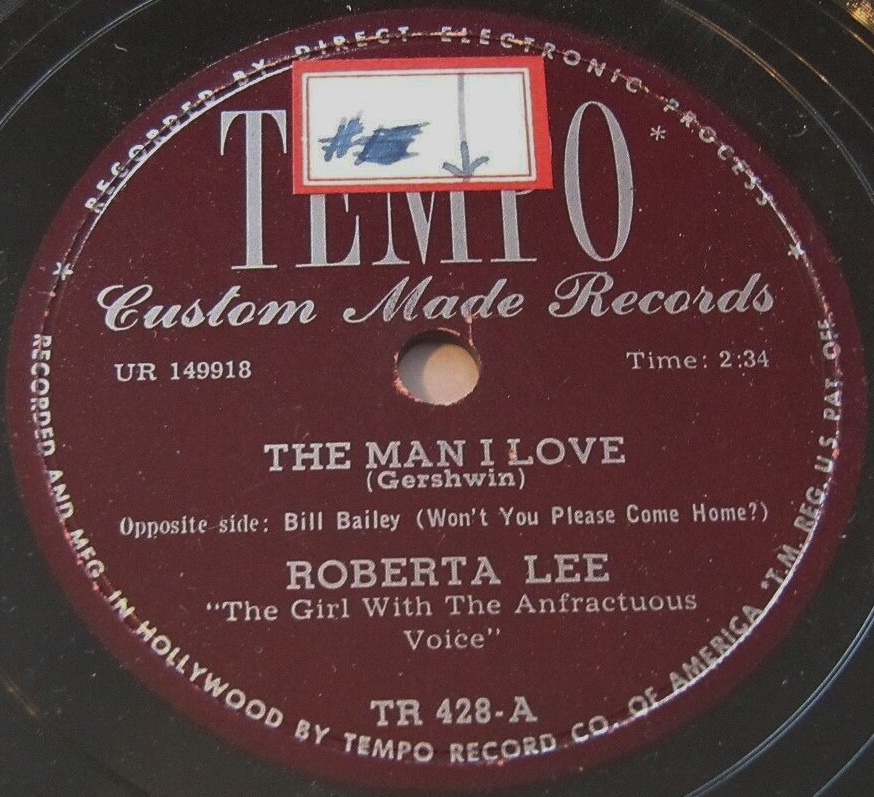 RECORDED BY DIRECT ELECTRONIC PROCESS
TEMPO*
Custom Made Records
UR 149918
Time: 2:34
THE MAN I LOVE
(Gershwin)
Opposite side: Bill Bailey (Won't You Please Come Home?)
ROBERTA LEE
"The Girl With The Anfractuous
Voice"
TR 428-A
* RECORDED AND MFG. IN HOLLYWOOD BY TEMPO RECORD CO. OF AMERICA *T.M. REG. U.S. PAT. OFF. *
#